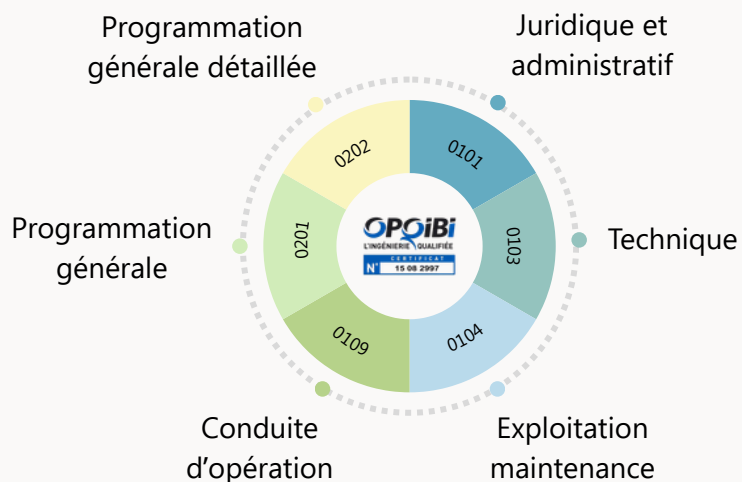 Programmation
générale détaillée
Juridique et
administratif
0202
0101
Programmation
générale
0201
OPQiBi
L'INGÉNIERIE QUALIFIÉE
CERTIFICAT
N° 15 08 2997
0103
Technique
0109
0104
Conduite
d'opération
Exploitation
maintenance